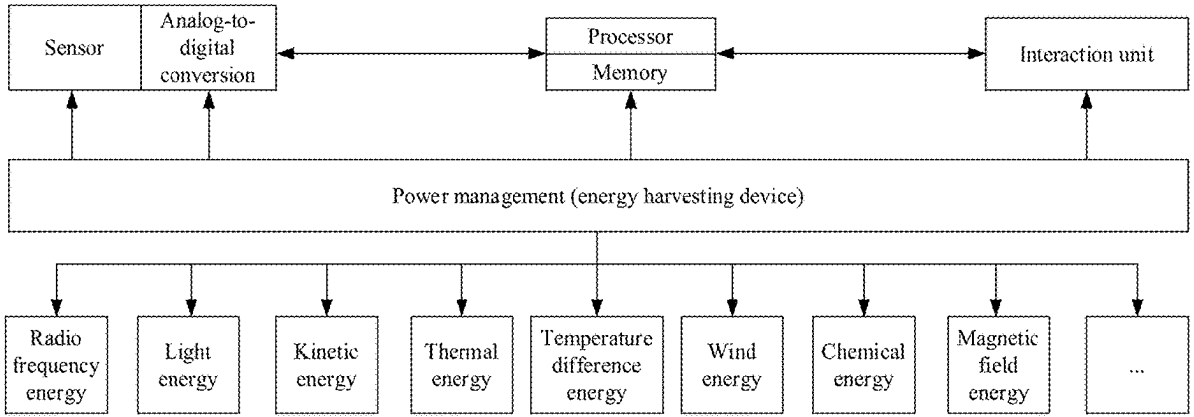 Sensor
Analog-to-
digital
conversion
Processor
Memory
Interaction unit
Power management (energy harvesting device)
Radio
frequency
energy
Light
energy
Kinetic
energy
Thermal
energy
Temperature
difference
energy
Wind
energy
Chemical
energy
Magnetic
field
energy
...